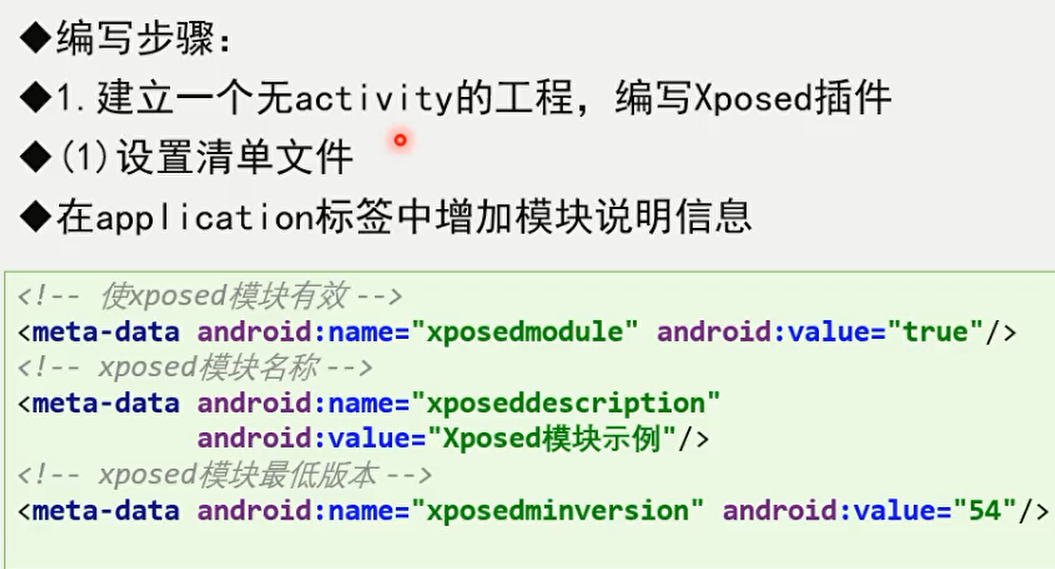 ◆编写步骤：
◆1.建立一个无activity的工程，编写Xposed插件
◆(1)设置清单文件
◆在application标签中增加模块说明信息
<!-- 使xposed模块有效 -->
<meta-data android:name="xposedmodule" android:value="true"/>
<!-- xposed模块名称 -->
<meta-data android:name="xposeddescription"
android:value="Xposed模块示例"/>
<!-- xposed模块最低版本 -->
<meta-data android:name="xposedminversion" android:value="54"/>